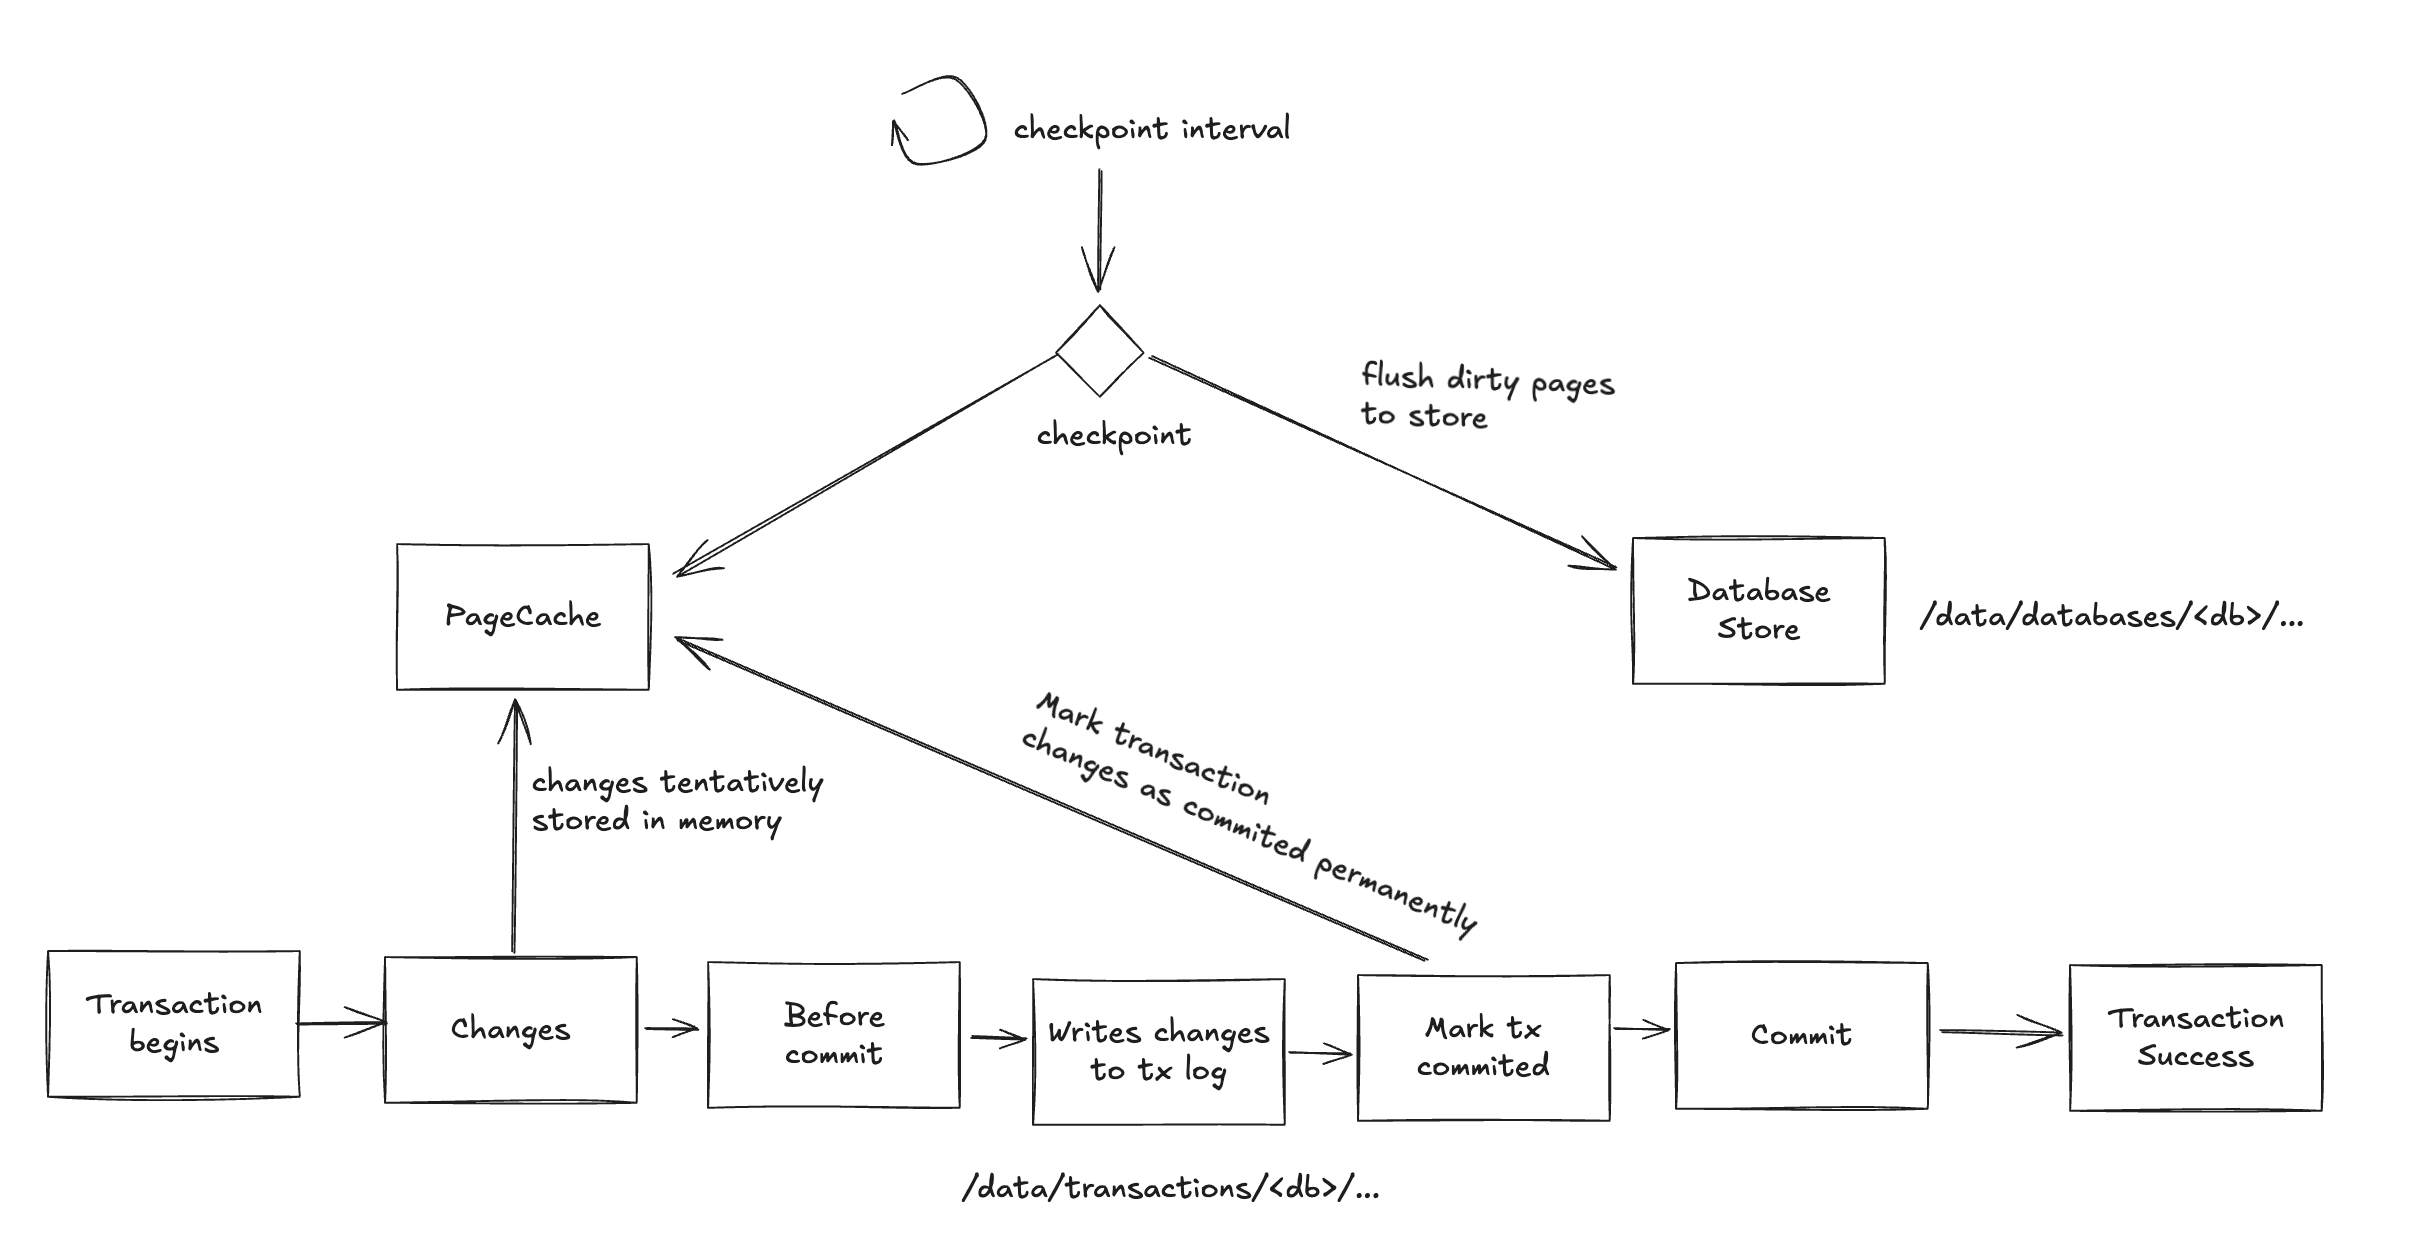 checkpoint interval
flush dirty pages
to store
checkpoint
PageCache
Database
Store
/data/databases/<db>/...
Mark transaction
changes as commited permanently
changes tentatively
stored in memory
Transaction
begins
Changes
Before
commit
Writes changes
to tx log
Mark tx
commited
Commit
Transaction
Success
/data/transactions/<db>/...